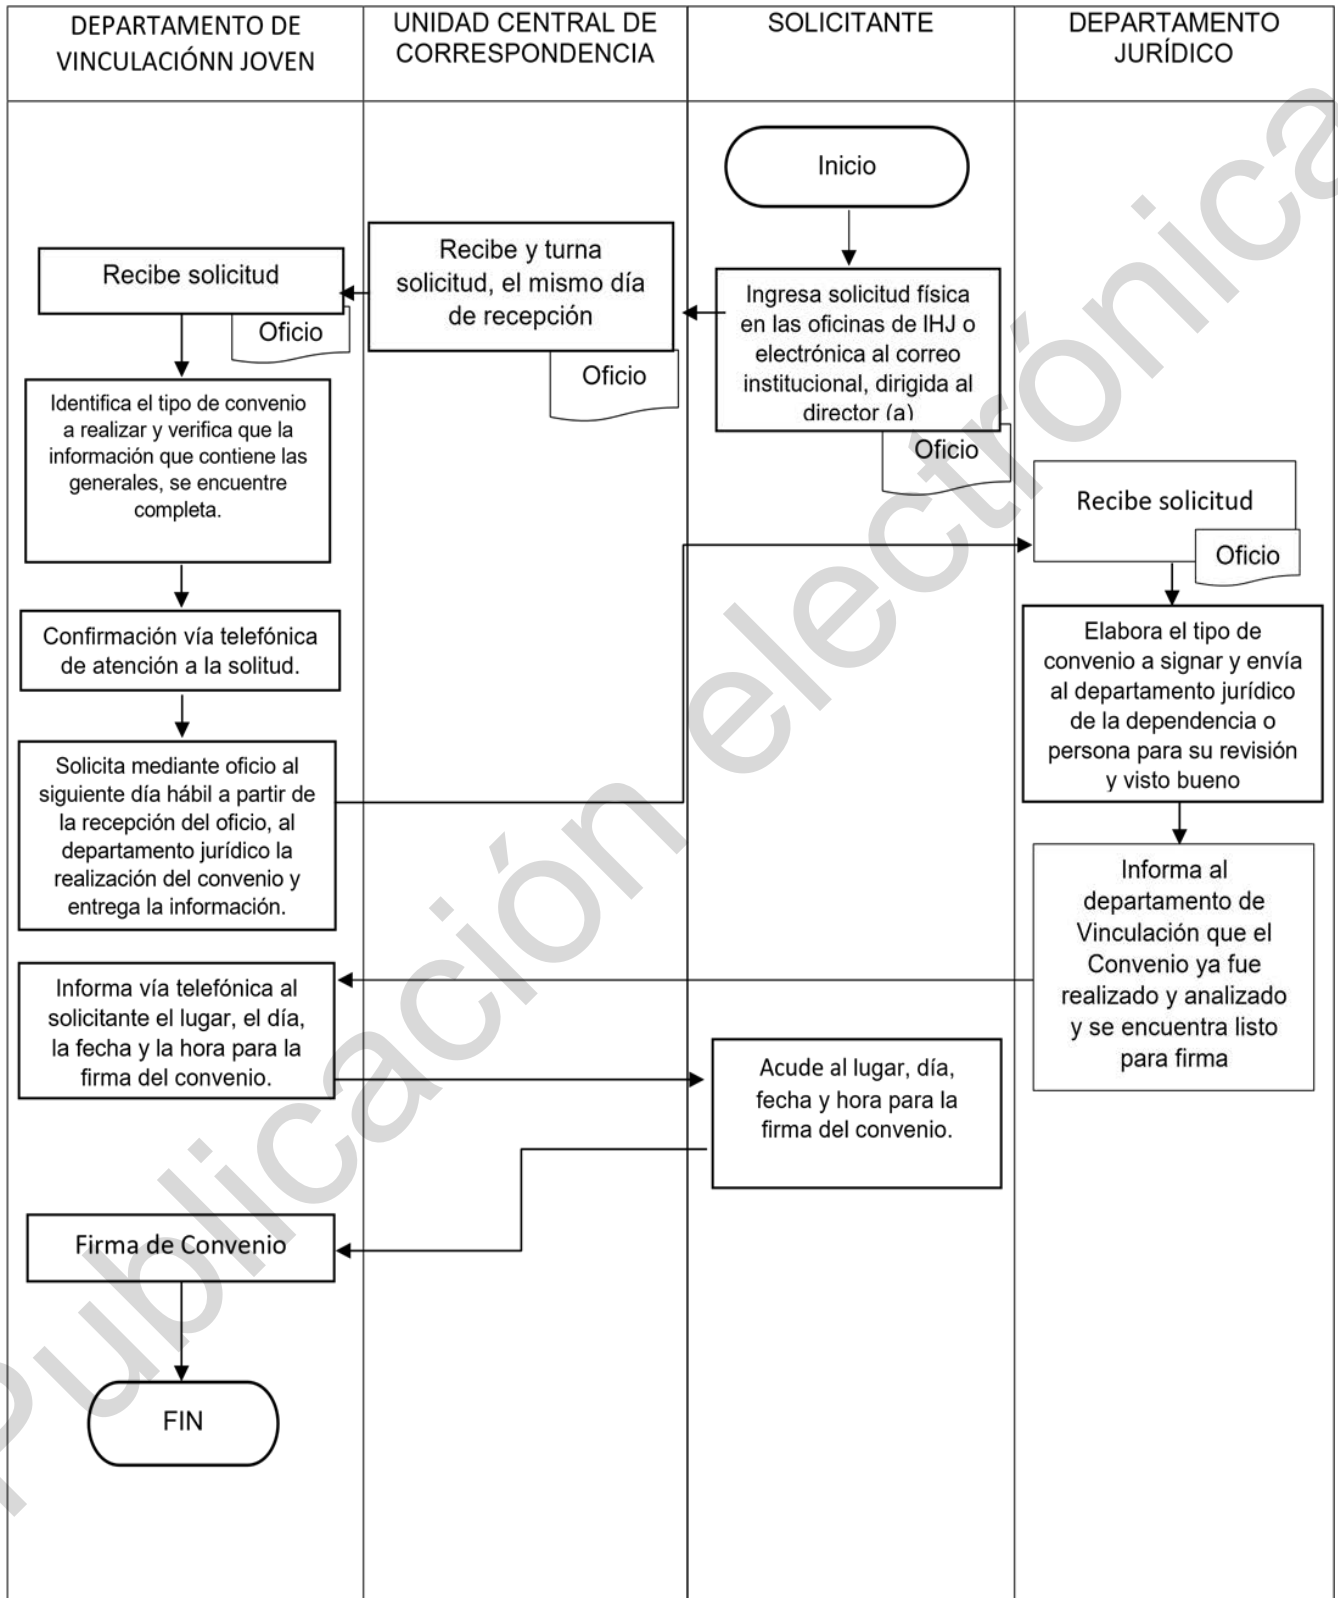 DEPARTAMENTO DE
VINCULACIÓNN JOVEN
UNIDAD CENTRAL DE
CORRESPONDENCIA
SOLICITANTE
DEPARTAMENTO
JURÍDICO
Inicio
Ingresa solicitud física
en las oficinas de IHJ o
electrónica al correo
institucional, dirigida al
director (a)
Oficio
Recibe y turna
solicitud, el mismo día
de recepción
Oficio
Recibe solicitud
Oficio
Identifica el tipo de convenio
a realizar y verifica que la
información que contiene las
generales, se encuentre
completa.
Confirmación vía telefónica
de atención a la solitud.
Solicita mediante oficio al
siguiente día hábil a partir de
la recepción del oficio, al
departamento jurídico la
realización del convenio y
entrega la información.
Recibe solicitud
Oficio
Elabora el tipo de
convenio a signar y envía
al departamento jurídico
de la dependencia o
persona para su revisión
y visto bueno
Informa al
departamento de
Vinculación que el
Convenio ya fue
realizado y analizado
y se encuentra listo
para firma
Informa vía telefónica al
solicitante el lugar, el día,
la fecha y la hora para la
firma del convenio.
Acude al lugar, día,
fecha y hora para la
firma del convenio.
Firma de Convenio
FIN
Publicación electrónica